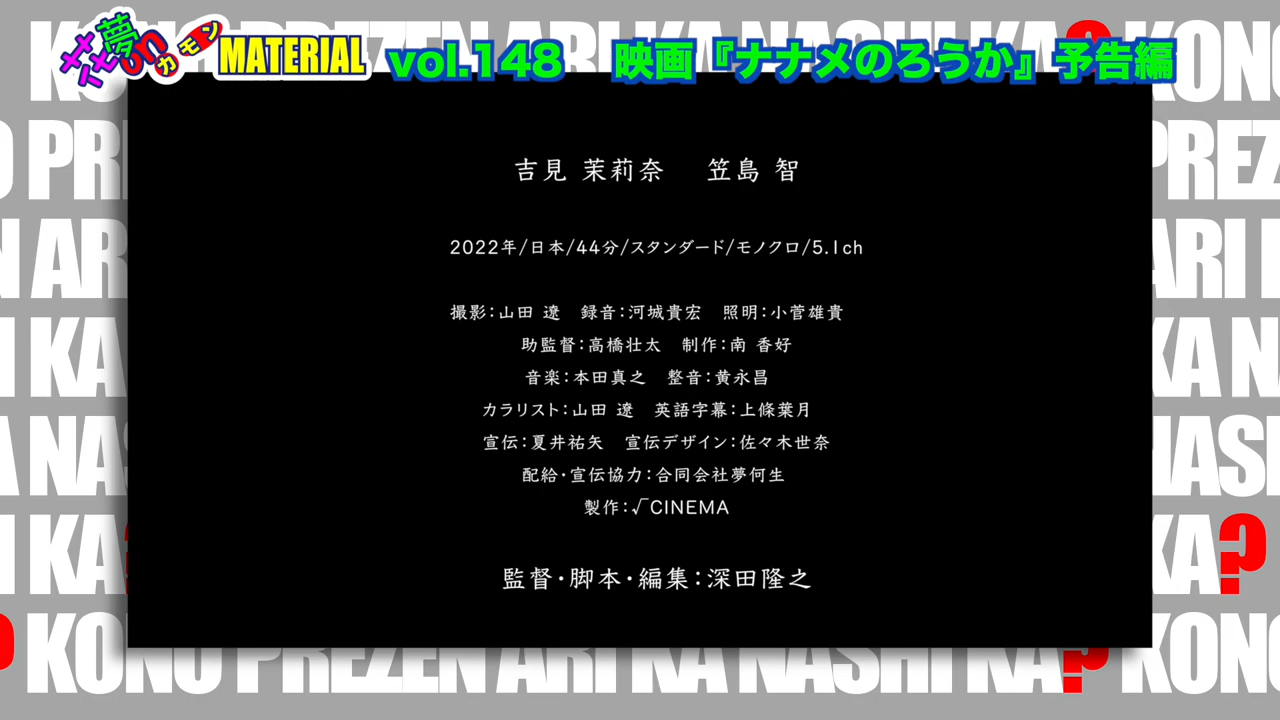 夢 on カモン MATERIAL vol.148 映画『ナナメのろうか』予告編
吉見 茉莉奈 笠島 智
2022年/日本/44分/スタンダード/モノクロ/5.1ch
撮影:山田 遼 録音:河城貴宏 照明:小菅雄貴
助監督:高橋壮太 制作:南 香好
音楽:本田真之 整音:黄永昌
カラリスト:山田 遼 英語字幕:上條葉月
宣伝:夏井祐矢 宣伝デザイン:佐々木世奈
配給・宣伝協力:合同会社夢何生
製作:√CINEMA
監督・脚本・編集:深田隆之
KONO PREZEN ARI KA NASHI KA? KONO